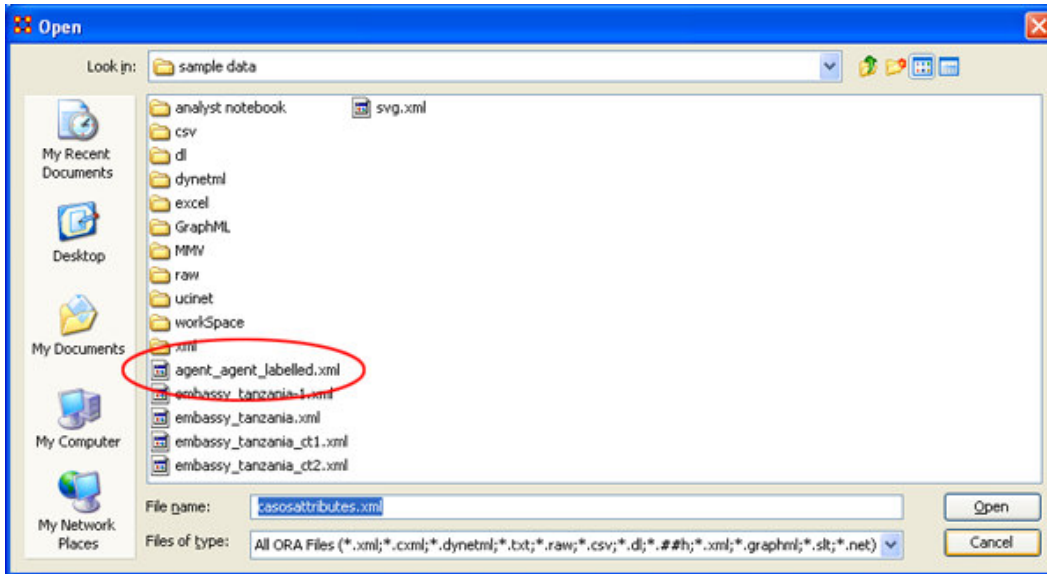 Open
Look in: sample data
My Recent
Documents
Desktop
My Documents
My Computer
My Network
Places
analyst notebook
csv
dl
dynetml
excel
GraphML
MMV
raw
ucinet
workSpace
xml
agent_agent_labelled.xml
embassy_tanzania-1.xml
embassy_tanzania.xml
embassy_tanzania_ct1.xml
embassy_tanzania_ct2.xml
svg.xml
File name: casosattributes.xml Open
Files of type: All ORA Files (*.xml;*.cxml;*.dynetml;*.txt;*.raw;*.csv;*.dl;*.##h;*.xml;*.graphml;*.slt;*.net) Cancel